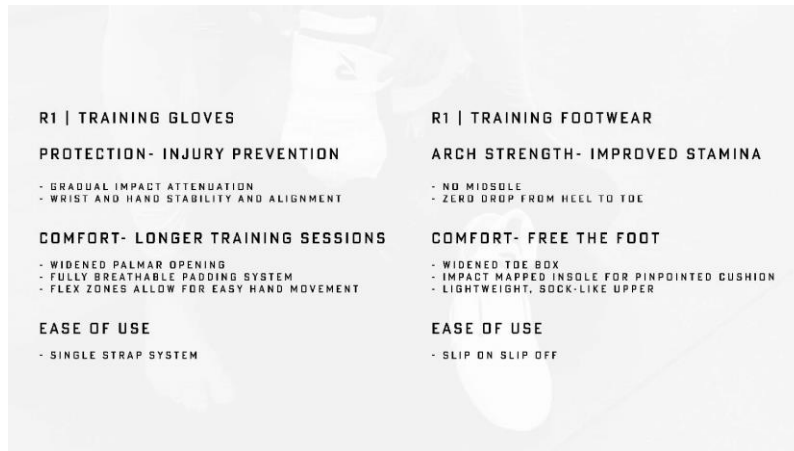 R1 | TRAINING GLOVES
PROTECTION- INJURY PREVENTION
- GRADUAL IMPACT ATTENUATION
- WRIST AND HAND STABILITY AND ALIGNMENT
COMFORT- LONGER TRAINING SESSIONS
- WIDENED PALMAR OPENING
- FULLY BREATHABLE PADDING SYSTEM
- FLEX ZONES ALLOW FOR EASY HAND MOVEMENT
EASE OF USE
- SINGLE STRAP SYSTEM
R1 | TRAINING FOOTWEAR
ARCH STRENGTH- IMPROVED STAMINA
- NO MIDSOLE
- ZERO DROP FROM HEEL TO TOE
COMFORT- FREE THE FOOT
- WIDENED TOE BOX
- IMPACT MAPPED INSOLE FOR PINPOINTED CUSHION
- LIGHTWEIGHT, SOCK-LIKE UPPER
EASE OF USE
- SLIP ON SLIP OFF